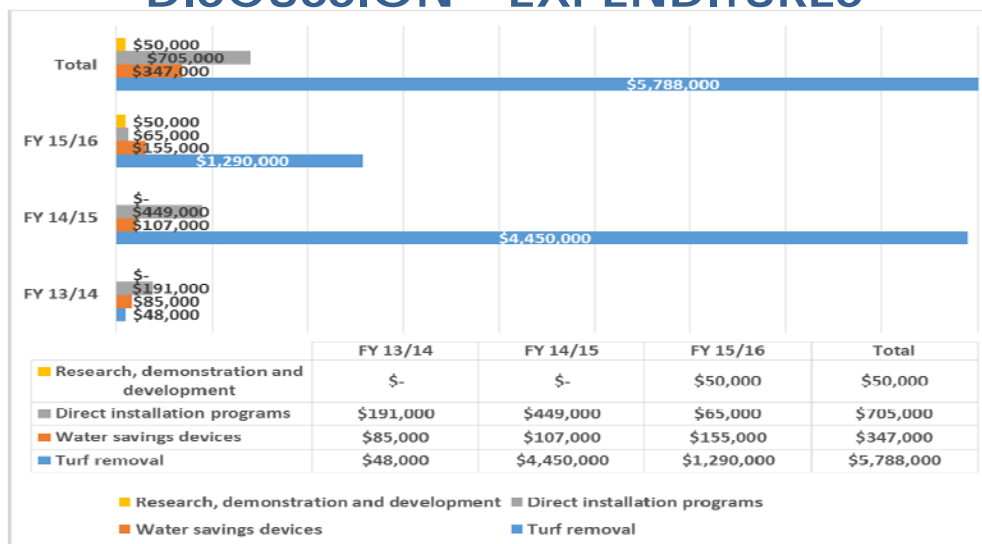 DISCUSSION – EXPENDITURES
Total
$50,000
$705,000
$347,000
$5,788,000
FY 15/16
$50,000
$65,000
$155,000
$1,290,000
FY 14/15
$-
$449,000
$107,000
$4,450,000
FY 13/14
$-
$191,000
$85,000
$48,000
FY 13/14 FY 14/15 FY 15/16 Total
Research, demonstration and
development $- $- $50,000 $50,000
Direct installation programs $191,000 $449,000 $65,000 $705,000
Water savings devices $85,000 $107,000 $155,000 $347,000
Turf removal $48,000 $4,450,000 $1,290,000 $5,788,000
Research, demonstration and development Direct installation programs
Water savings devices Turf removal